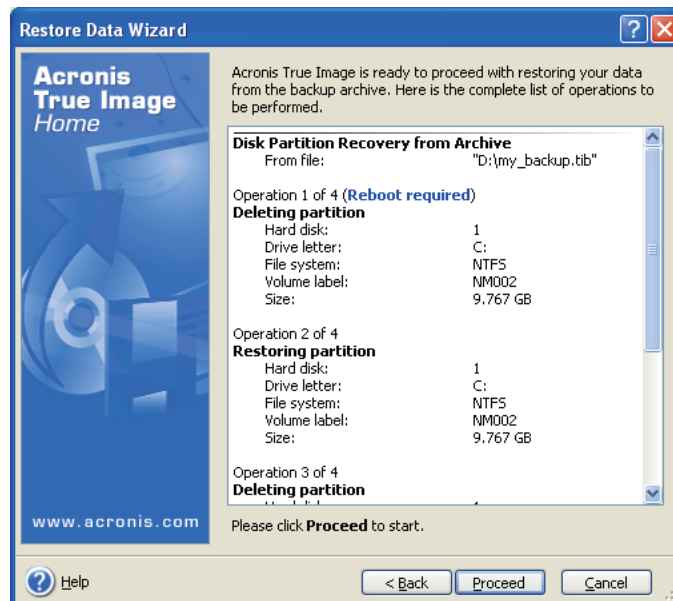 Restore Data Wizard
Acronis
True Image
Home
www.acronis.com
Acronis True Image is ready to proceed with restoring your data
from the backup archive. Here is the complete list of operations to
be performed.
Disk Partition Recovery from Archive
From file: "D:\my_backup.tib"
Operation 1 of 4 (Reboot required)
Deleting partition
Hard disk: 1
Drive letter: C:
File system: NTFS
Volume label: NM002
Size: 9.767 GB
Operation 2 of 4
Restoring partition
Hard disk: 1
Drive letter: C:
File system: NTFS
Volume label: NM002
Size: 9.767 GB
Operation 3 of 4
Deleting partition
Please click Proceed to start.
Help
< Back Proceed Cancel